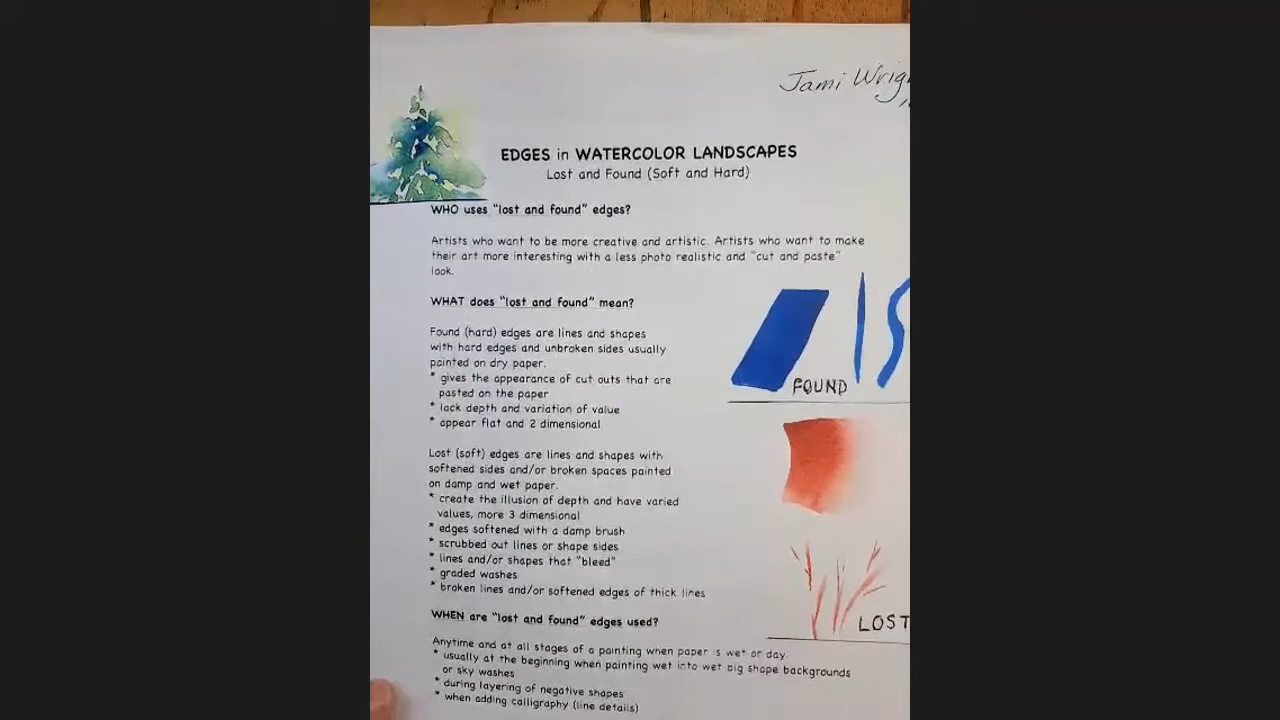 Jami
EDGES in WATERCOLOR LANDSCAPES
Lost and Found (Soft and Hard)
WHO uses "lost and found" edges?
Artists who want to be more creative and artistic. Artists who want to make
their art more interesting with a less photo realistic and "cut and paste"
look.
WHAT does "lost and found" mean?
Found (hard) edges are lines and shapes
with hard edges and unbroken sides usually
painted on dry paper.
* gives the appearance of cut outs that are
pasted on the paper
* lack depth and variation of value
* appear flat and 2 dimensional
FOUND
Lost (soft) edges are lines and shapes with
softened sides and/or broken spaces painted
on damp and wet paper.
* create the illusion of depth and have varied
values, more 3 dimensional
* edges softened with a damp brush
* scrubbed out lines or shape sides
* lines and/or shapes that "bleed"
* graded washes
* broken lines and/or softened edges of thick lines
LOST
WHEN are "lost and found" edges used?
Anytime and at all stages of a painting when paper is wet or day.
* usually at the beginning when painting wet into wet big shape backgrounds
or sky washes
* during layering of negative shapes
* when adding calligraphy (line details)